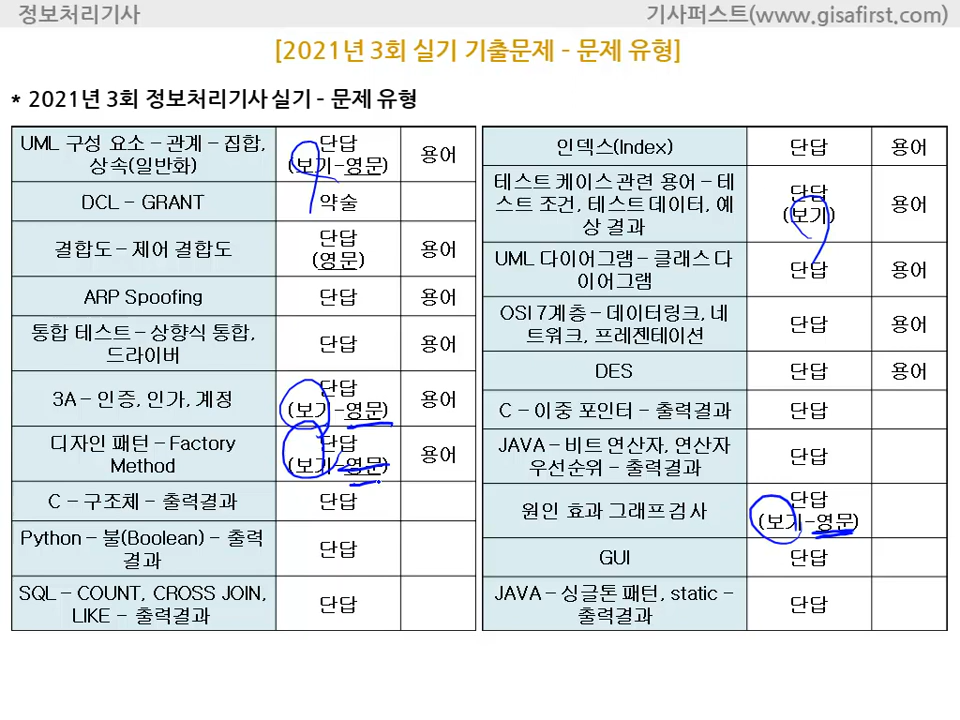 정보처리기사
기사퍼스트(www.gisafirst.com)
[2021년 3회 실기 기출문제 - 문제 유형]
* 2021년 3회 정보처리기사 실기 - 문제 유형
UML 구성 요소 - 관계 - 집합,
상속(일반화)
단답
(보기-영문)
용어
DCL - GRANT
약술
결합도 - 제어 결합도
단답
(영문)
용어
ARP Spoofing
단답
용어
통합 테스트 - 상향식 통합,
드라이버
단답
용어
3A - 인증, 인가, 계정
단답
(보기-영문)
용어
디자인 패턴 - Factory
Method
단답
(보기-영문)
용어
C - 구조체 - 출력결과
단답
Python - 불(Boolean) - 출력
결과
단답
SQL - COUNT, CROSS JOIN,
LIKE - 출력결과
단답
인덱스(Index)
단답
용어
테스트 케이스 관련 용어 - 테
스트 조건, 테스트 데이터, 예
상 결과
단답
(보기)
용어
UML 다이어그램 - 클래스 다
이어그램
단답
용어
OSI 7계층 - 데이터링크, 네
트워크, 프레젠테이션
단답
용어
DES
단답
용어
C - 이중 포인터 - 출력결과
단답
JAVA - 비트 연산자, 연산자
우선순위 - 출력결과
단답
원인 효과 그래프 검사
단답
(보기-영문)
GUI
단답
JAVA - 싱글톤 패턴, static -
출력결과
단답